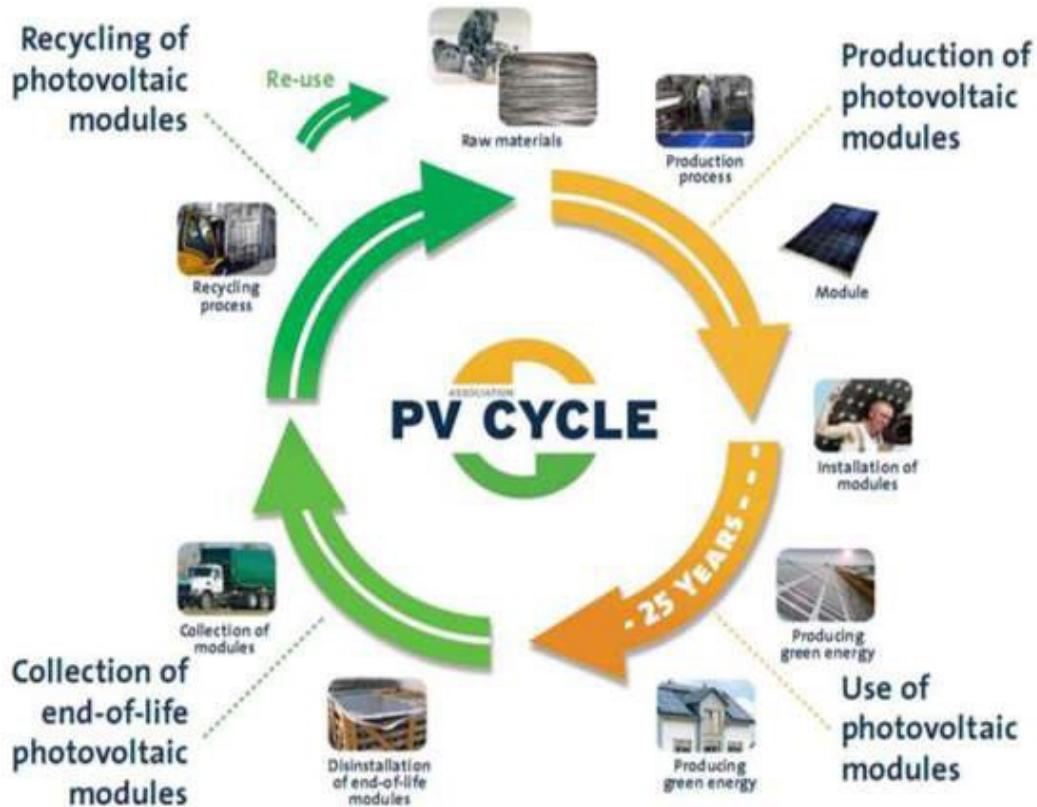 Recycling of
photovoltaic
modules
Re-use
Raw materials
Production
process
Production of
photovoltaic
modules
Module
Installation of
modules
Producing
green energy
Use of
photovoltaic
modules
- 25 YEARS - - -
Producing
green energy
Disinstallation
of end-of-life
modules
Collection of
end-of-life
photovoltaic
modules
Collection of
modules
Recycling
process
ASSOCIATION
PV CYCLE